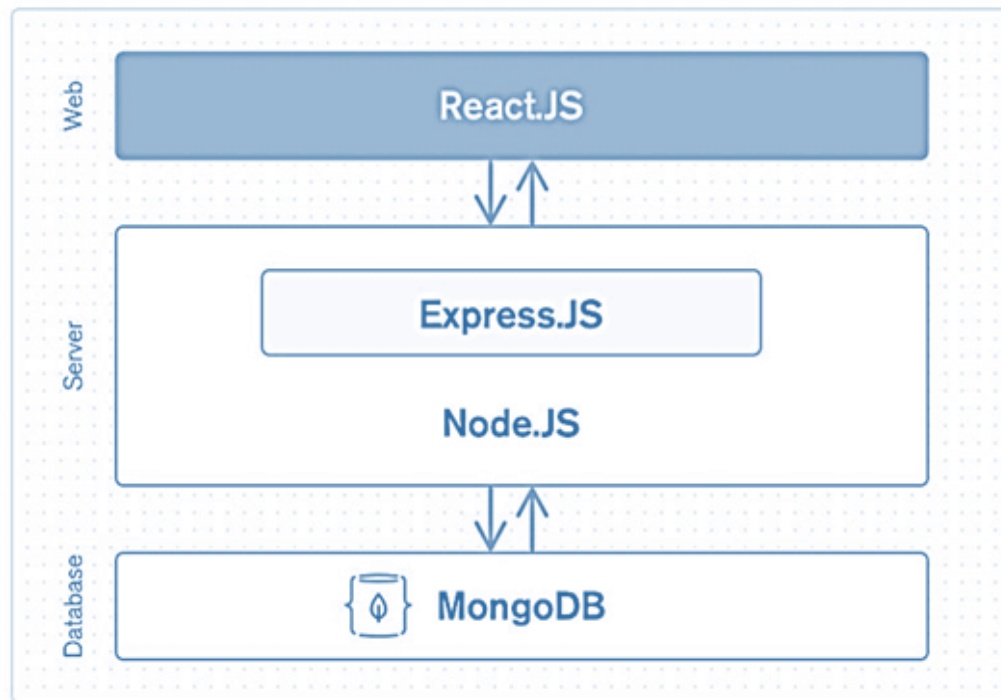 Web
React.JS
Server
Express.JS
Node.JS
Database
MongoDB